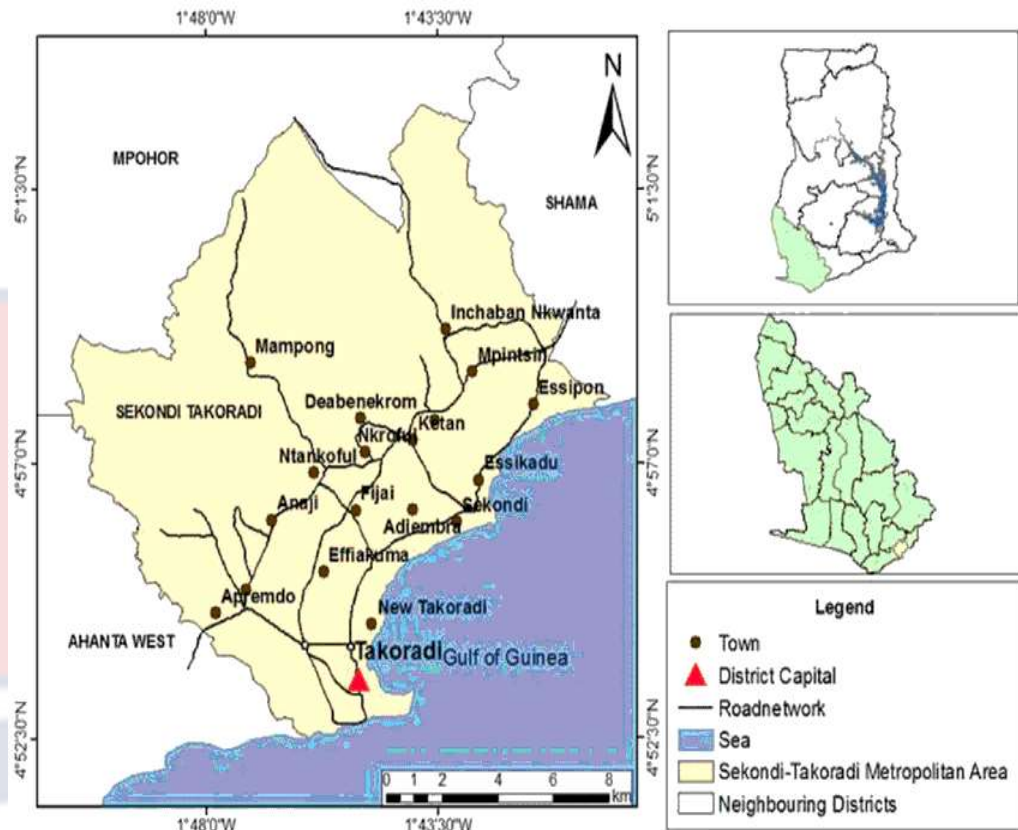 1°48'0"W
1°43'30"W
N
MPOHOR
5°1'30"N
5°1'30"N
SHAMA
Inchaban Nkwanta
Mampong
Mpintsin
Essipon
Deabenekrom
SEKONDI TAKORADI
Ketan
Nkroful
Ntankoful
4°57'0"N
4°57'0"N
Essikadu
Anaji
Fijai
Sekondi
Adiembra
Effiakuma
Apremdo
New Takoradi
AHANTA WEST
Takoradi
Gulf of Guinea
4°52'30"N
4°52'30"N
0 1 2 4 6 8
km
1°48'0"W
1°43'30"W
Legend
Town
District Capital
Roadnetwork
Sea
Sekondi-Takoradi Metropolitan Area
Neighbouring Districts